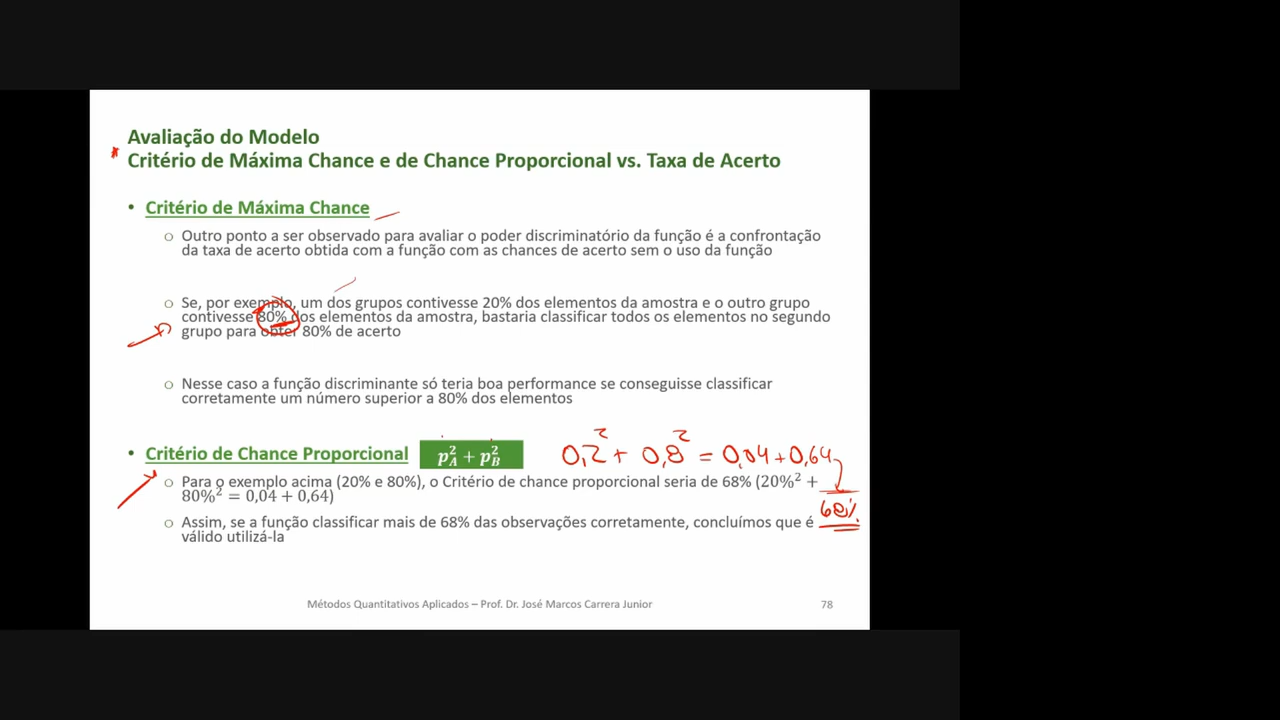 Avaliação do Modelo
Critério de Máxima Chance e de Chance Proporcional vs. Taxa de Acerto
• Critério de Máxima Chance
○ Outro ponto a ser observado para avaliar o poder discriminatório da função é a confrontação
da taxa de acerto obtida com a função com as chances de acerto sem o uso da função
○ Se, por exemplo, um dos grupos contivesse 20% dos elementos da amostra e o outro grupo
contivesse 80% dos elementos da amostra, bastaria classificar todos os elementos no segundo
grupo para obter 80% de acerto
○ Nesse caso a função discriminante só teria boa performance se conseguisse classificar
corretamente um número superior a 80% dos elementos
• Critério de Chance Proporcional p_A² + p_B² 0,2² + 0,8² = 0,04 + 0,64
○ Para o exemplo acima (20% e 80%), o Critério de chance proporcional seria de 68% (20%² +
80%² = 0,04 + 0,64)
68%
○ Assim, se a função classificar mais de 68% das observações corretamente, concluímos que é
válido utilizá-la
Métodos Quantitativos Aplicados – Prof. Dr. José Marcos Carrera Junior 78